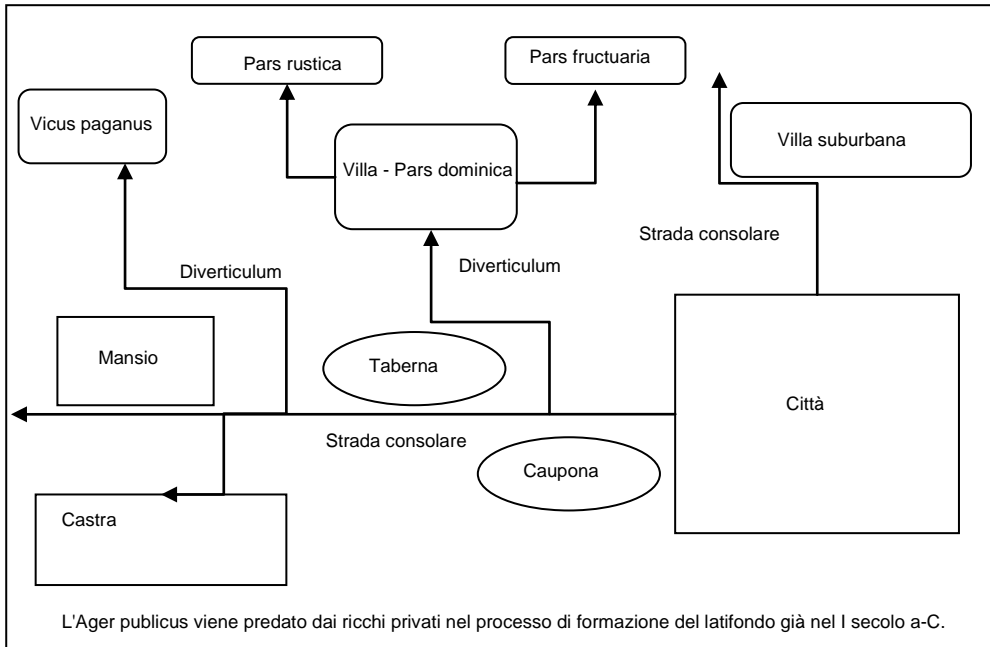 Pars rustica
Pars fructuaria
Vicus paganus
Villa - Pars dominica
Villa suburbana
Strada consolare
Diverticulum
Diverticulum
Mansio
Taberna
Città
Strada consolare
Caupona
Castra
L'Ager publicus viene predato dai ricchi privati nel processo di formazione del latifondo già nel I secolo a-C.